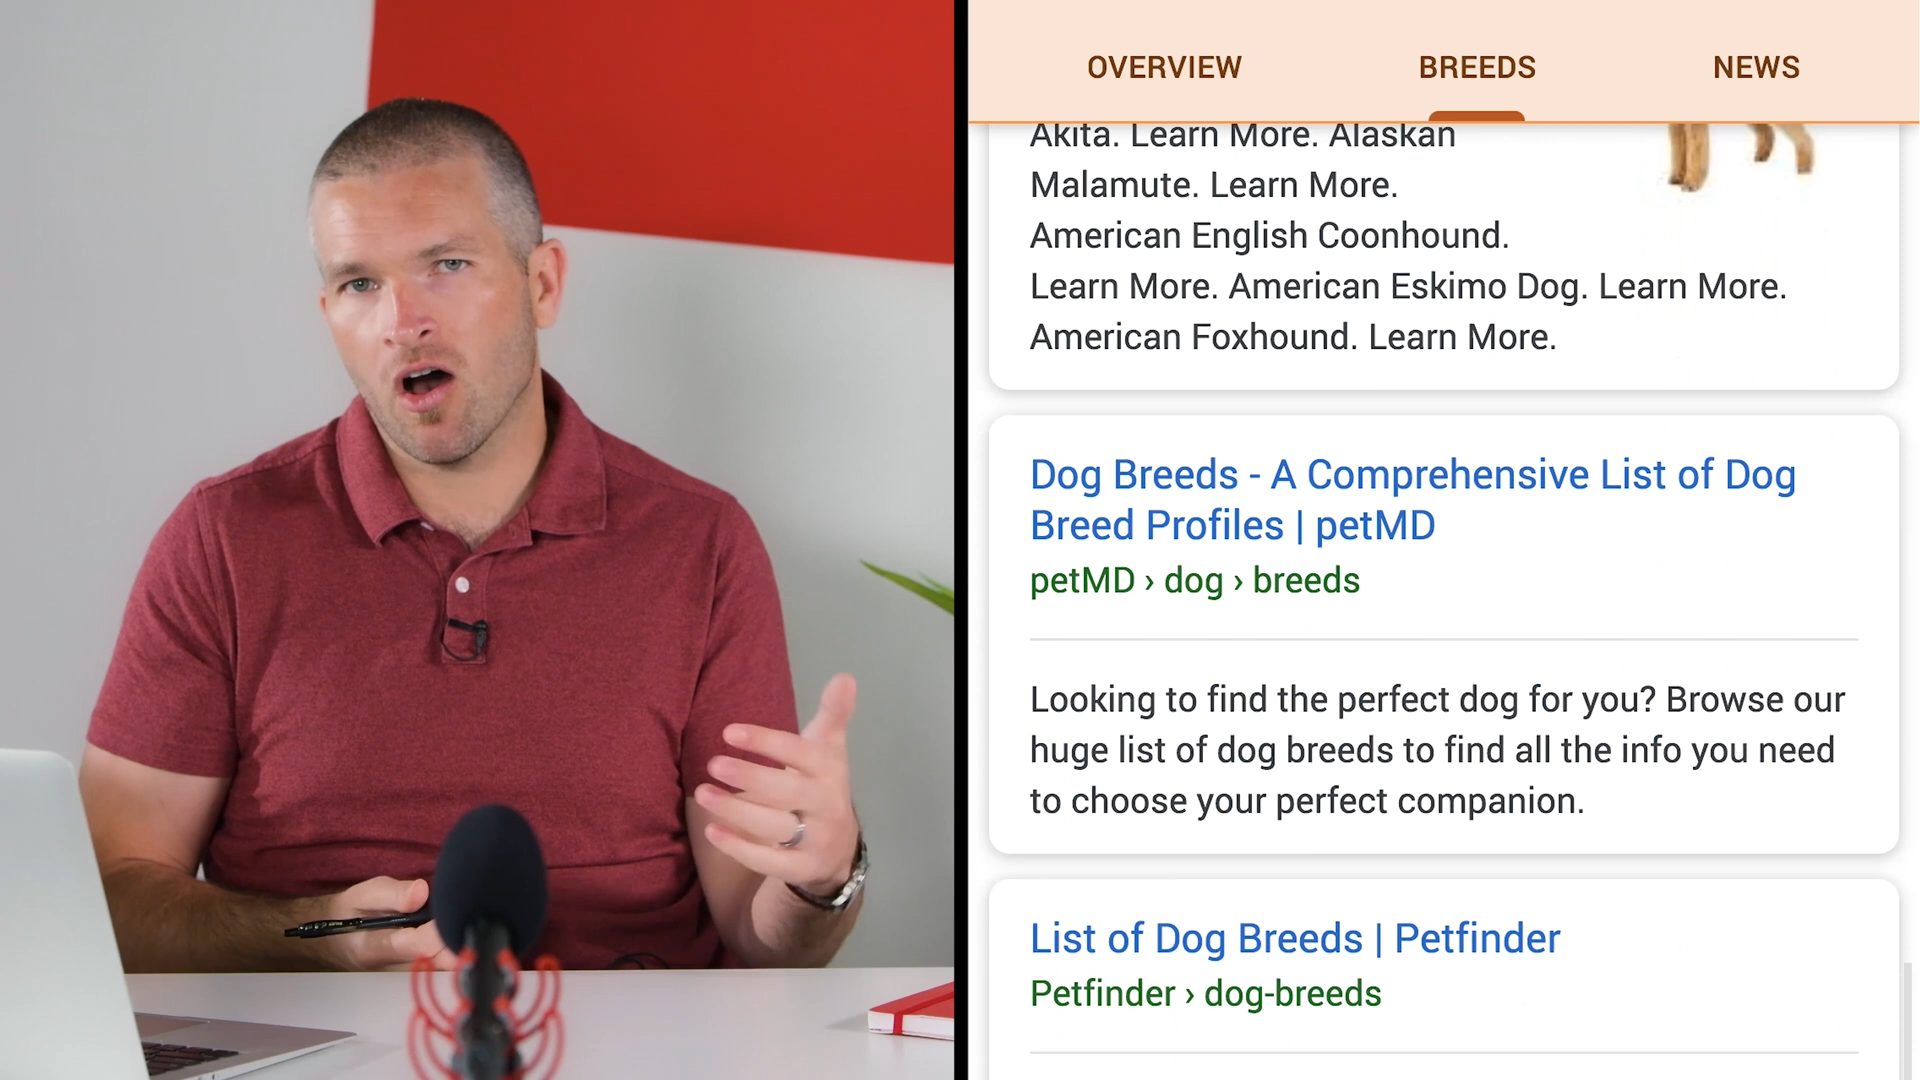 OVERVIEW BREEDS NEWS
Akita. Learn More. Alaskan
Malamute. Learn More.
American English Coonhound.
Learn More. American Eskimo Dog. Learn More.
American Foxhound. Learn More.
Dog Breeds - A Comprehensive List of Dog
Breed Profiles | petMD
petMD › dog › breeds
Looking to find the perfect dog for you? Browse our
huge list of dog breeds to find all the info you need
to choose your perfect companion.
List of Dog Breeds | Petfinder
Petfinder › dog-breeds